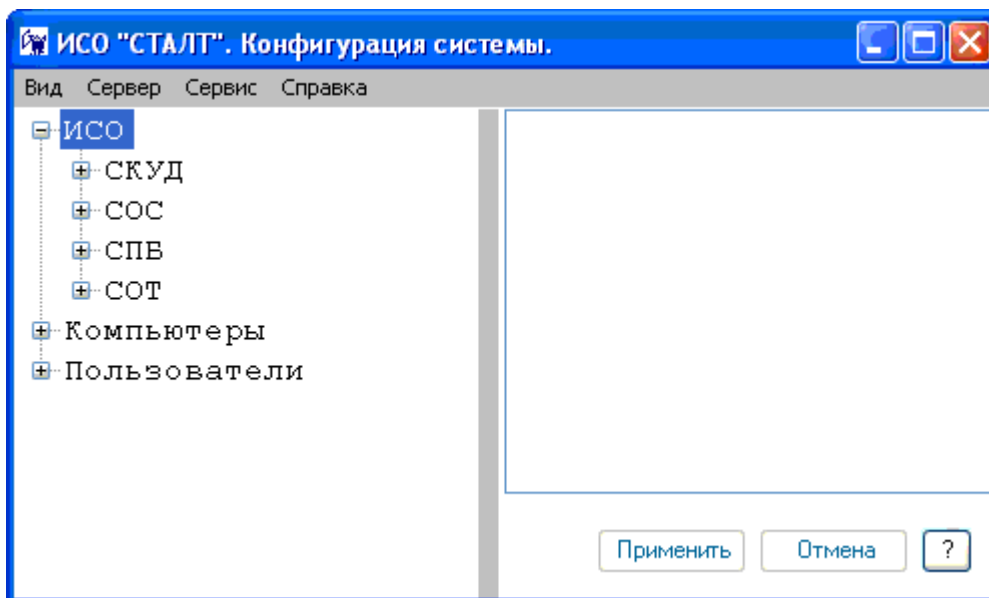 ИСО "СТАЛТ". Конфигурация системы.
Вид Сервер Сервис Справка
ИСО
СКУД
СОС
СПБ
СОТ
Компьютеры
Пользователи
Применить Отмена ?